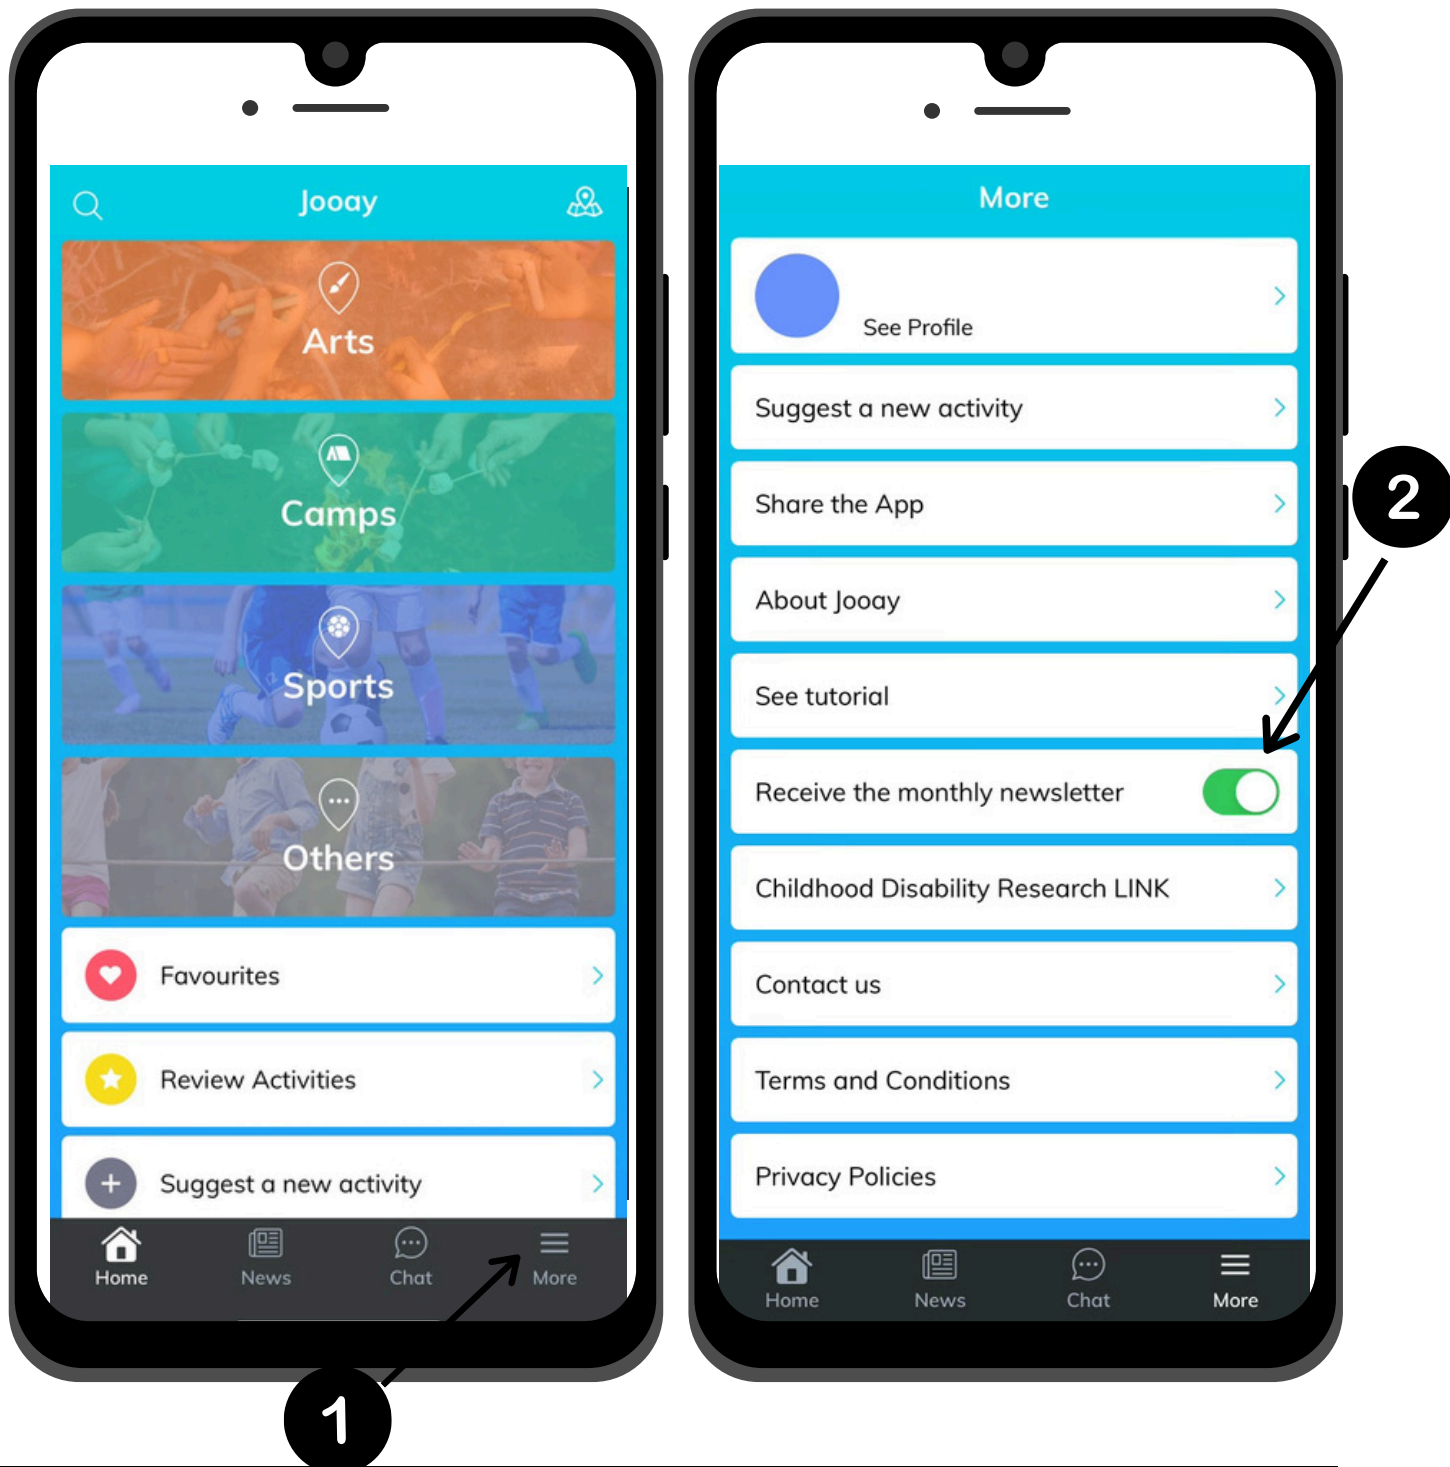 Jooay
Arts
Camps
Sports
Others
Favourites
Review Activities
Suggest a new activity
Home
News
Chat
More
1
More
See Profile
Suggest a new activity
Share the App
About Jooay
See tutorial
Receive the monthly newsletter
Childhood Disability Research LINK
Contact us
Terms and Conditions
Privacy Policies
Home
News
Chat
More
2